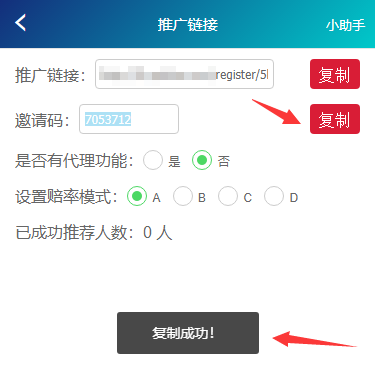 推广链接 小助手
推广链接： register/5l 复制
邀请码： 7053712 复制
是否有代理功能： 是 否
设置赔率模式： A B C D
已成功推荐人数：0 人
复制成功！